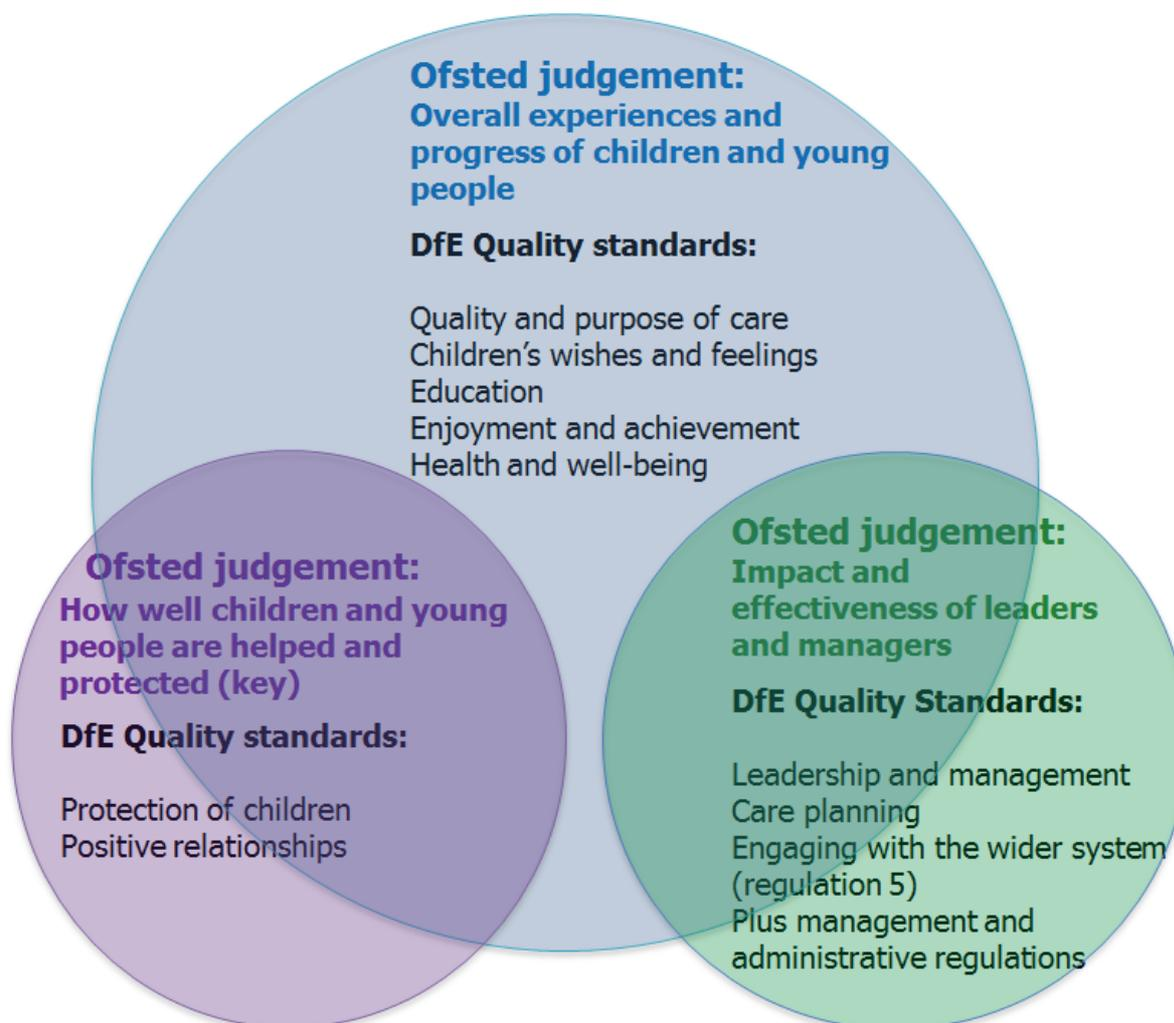 Ofsted judgement:
Overall experiences and
progress of children and young
people
DfE Quality standards:
Quality and purpose of care
Children’s wishes and feelings
Education
Enjoyment and achievement
Health and well-being
Ofsted judgement:
How well children and young
people are helped and
protected (key)
DfE Quality standards:
Protection of children
Positive relationships
Ofsted judgement:
Impact and
effectiveness of leaders
and managers
DfE Quality Standards:
Leadership and management
Care planning
Engaging with the wider system
(regulation 5)
Plus management and
administrative regulations